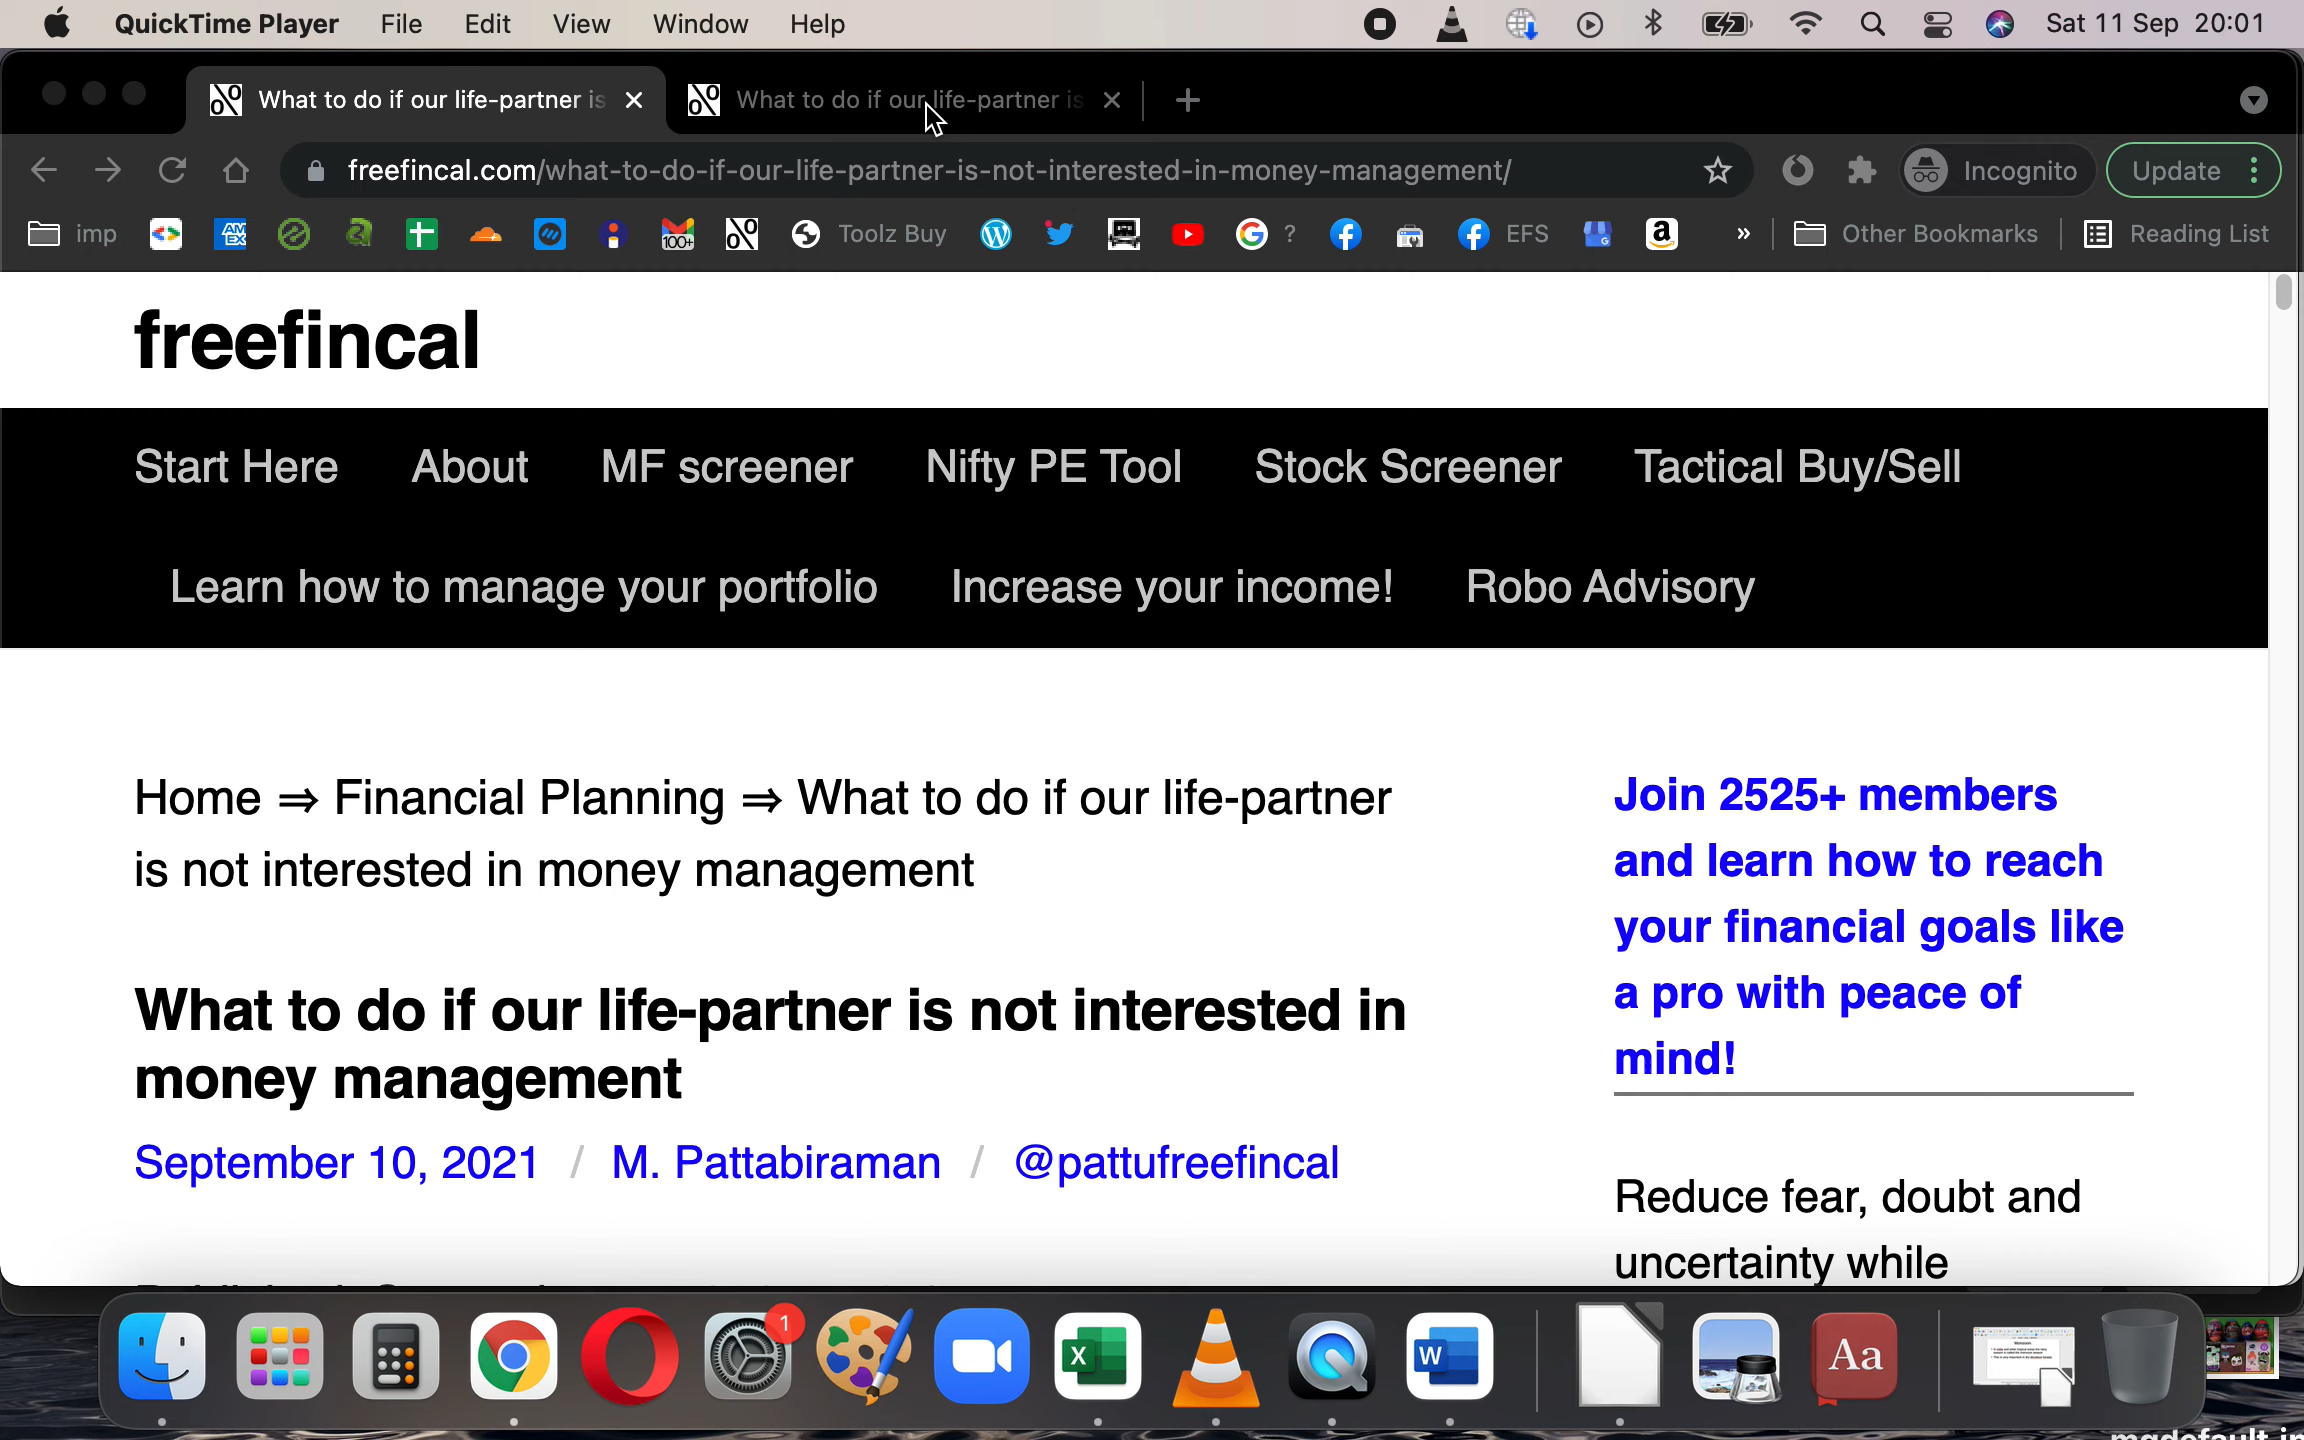 QuickTime Player File Edit View Window Help Sat 11 Sep 20:01
What to do if our life-partner is What to do if our life-partner is
freefincal.com/what-to-do-if-our-life-partner-is-not-interested-in-money-management/ Incognito Update
imp AM EX 100+ Toolz Buy G ? EFS a » Other Bookmarks Reading List
freefincal
Start Here About MF screener Nifty PE Tool Stock Screener Tactical Buy/Sell
Learn how to manage your portfolio Increase your income! Robo Advisory
Home ⇒ Financial Planning ⇒ What to do if our life-partner
is not interested in money management
What to do if our life-partner is not interested in
money management
September 10, 2021 / M. Pattabiraman / @pattufreefincal
Join 2525+ members
and learn how to reach
your financial goals like
a pro with peace of
mind!
Reduce fear, doubt and
uncertainty while
1
X W Aa